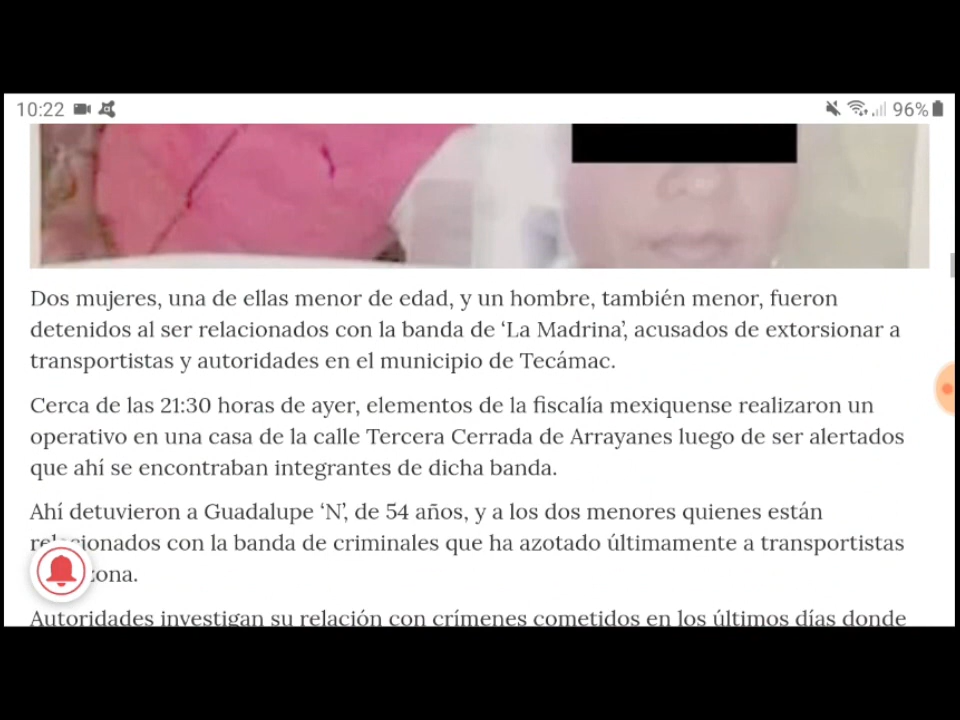 10:22 96%
Dos mujeres, una de ellas menor de edad, y un hombre, también menor, fueron
detenidos al ser relacionados con la banda de ‘La Madrina’, acusados de extorsionar a
transportistas y autoridades en el municipio de Tecámac.
Cerca de las 21:30 horas de ayer, elementos de la fiscalía mexiquense realizaron un
operativo en una casa de la calle Tercera Cerrada de Arrayanes luego de ser alertados
que ahí se encontraban integrantes de dicha banda.
Ahí detuvieron a Guadalupe ‘N’, de 54 años, y a los dos menores quienes están
relacionados con la banda de criminales que ha azotado últimamente a transportistas
zona.
Autoridades investigan su relación con crímenes cometidos en los últimos días donde